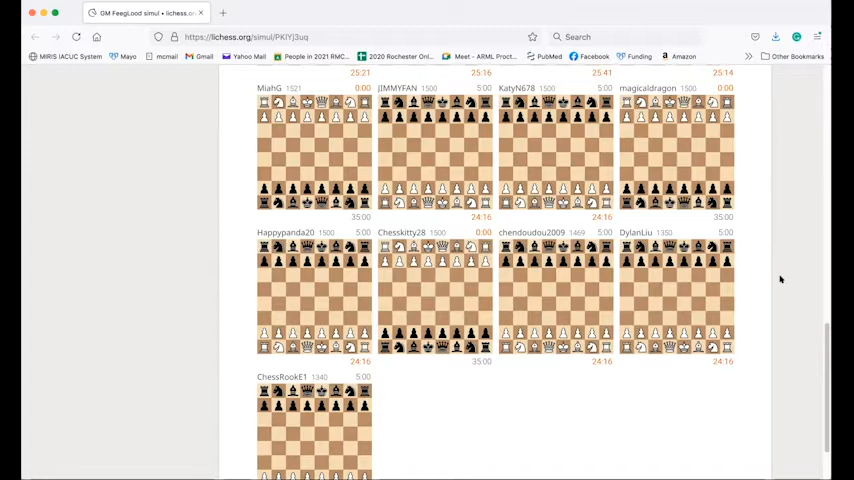 GM FeegLood simul • lichess.org
https://lichess.org/simul/PKIYJ3uq
Search
MIRIS IACUC System Mayo mcmail Gmail Yahoo Mail People in 2021 RMC... 2020 Rochester Onl... Meet - ARML Pract... PubMed Facebook Funding Amazon Other Bookmarks
25:21 25:16 25:41 25:14
MiahG 1521 0:00 JIMMYFAN 1500 5:00 KatyN678 1500 5:00 magicaldragon 1500 0:00
35:00 24:16 24:16 35:00
Happypanda20 1500 5:00 Chesskitty28 1500 0:00 chendoudou2009 1469 5:00 DylanLiu 1350 5:00
24:16 35:00 24:16 24:16
ChessRookE1 1340 5:00